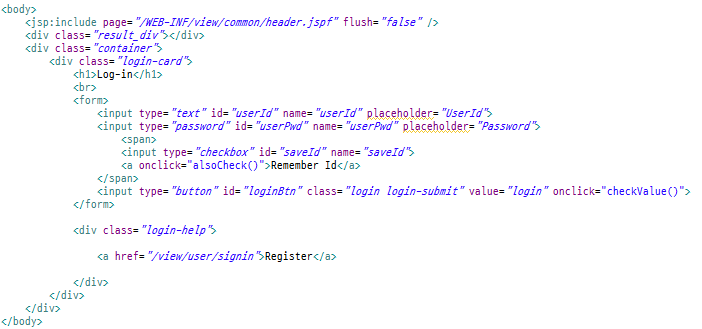 <body>
<jsp:include page="/WEB-INF/view/common/header.jspf" flush="false" />
<div class="result_div"></div>
<div class="container">
<div class="login-card">
<h1>Log-in</h1>
<br>
<form>
<input type="text" id="userId" name="userId" placeholder="UserId">
<input type="password" id="userPwd" name="userPwd" placeholder="Password">
<span>
<input type="checkbox" id="saveId" name="saveId">
<a onclick="alsoCheck()">Remember Id</a>
</span>
<input type="button" id="loginBtn" class="login login-submit" value="login" onclick="checkValue()">
</form>
<div class="login-help">
<a href="/view/user/signin">Register</a>
</div>
</div>
</div>
</body>